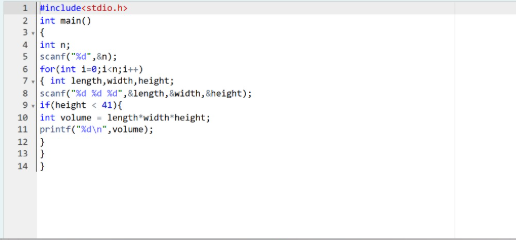 1 #include<stdio.h>
2 int main()
3 {
4 int n;
5 scanf("%d",&n);
6 for(int i=0;i<n;i++)
7 { int length,width,height;
8 scanf("%d %d %d",&length,&width,&height);
9 if(height < 41){
10 int volume = length*width*height;
11 printf("%d\n",volume);
12 }
13 }
14 }